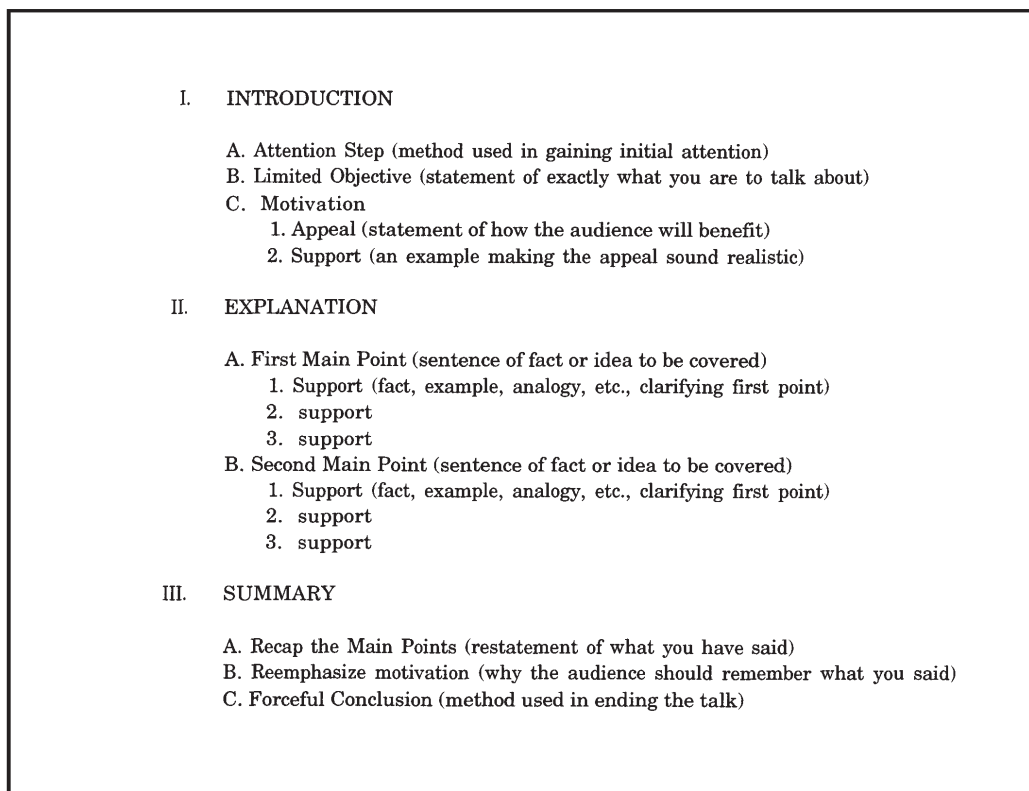 I. INTRODUCTION
A. Attention Step (method used in gaining initial attention)
B. Limited Objective (statement of exactly what you are to talk about)
C. Motivation
1. Appeal (statement of how the audience will benefit)
2. Support (an example making the appeal sound realistic)
II. EXPLANATION
A. First Main Point (sentence of fact or idea to be covered)
1. Support (fact, example, analogy, etc., clarifying first point)
2. support
3. support
B. Second Main Point (sentence of fact or idea to be covered)
1. Support (fact, example, analogy, etc., clarifying first point)
2. support
3. support
III. SUMMARY
A. Recap the Main Points (restatement of what you have said)
B. Reemphasize motivation (why the audience should remember what you said)
C. Forceful Conclusion (method used in ending the talk)